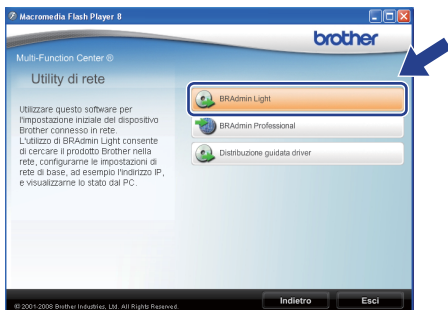 Macromedia Flash Player 8
brother
Multi-Function Center ®
Utility di rete
Utilizzare questo software per
l'impostazione iniziale del dispositivo
Brother connesso in rete.
L'utilizzo di BRAdmin Light consente
di cercare il prodotto Brother nella
rete, configurarne le impostazioni di
rete di base, ad esempio l'indirizzo IP,
e visualizzarne lo stato dal PC.
BRAdmin Light
BRAdmin Professional
Distribuzione guidata driver
© 2001-2008 Brother Industries, Ltd. All Rights Reserved.
Indietro
Esci